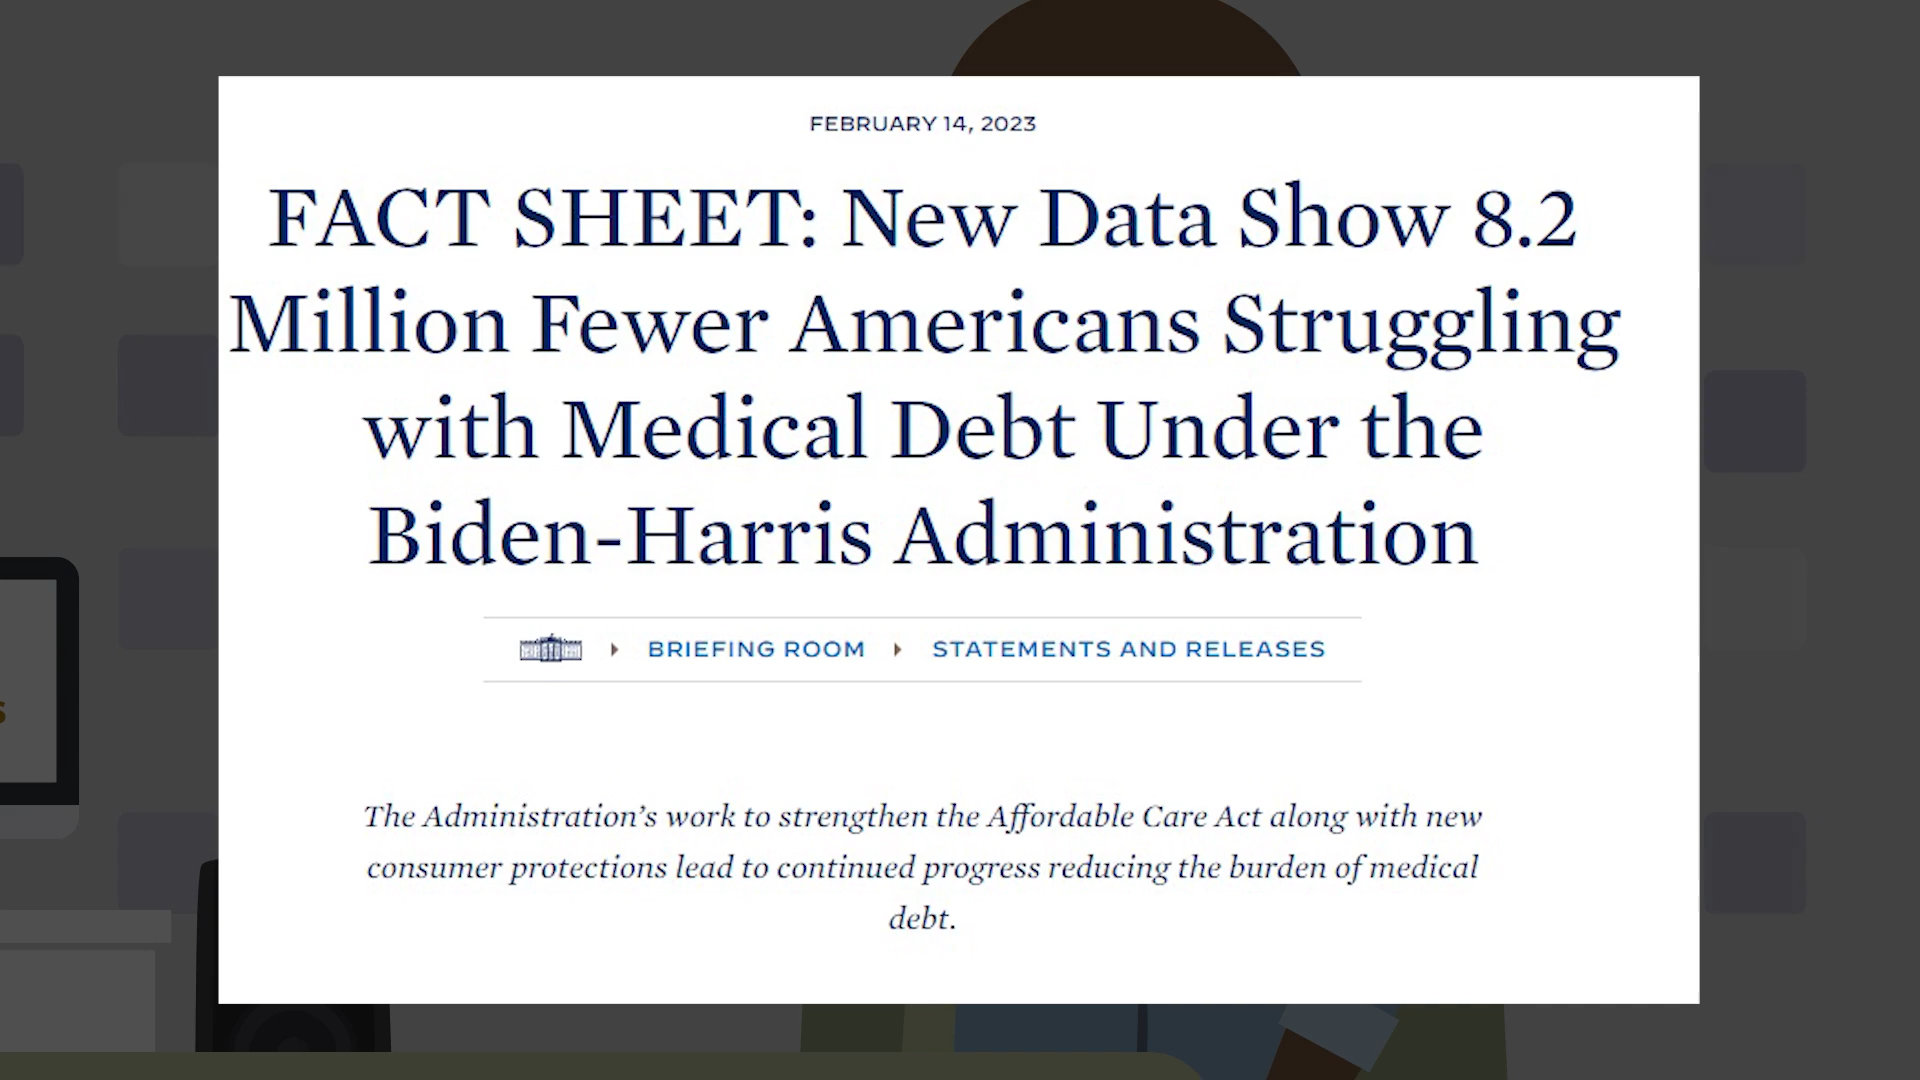 FEBRUARY 14, 2023
FACT SHEET: New Data Show 8.2
Million Fewer Americans Struggling
with Medical Debt Under the
Biden-Harris Administration
BRIEFING ROOM STATEMENTS AND RELEASES
The Administration’s work to strengthen the Affordable Care Act along with new
consumer protections lead to continued progress reducing the burden of medical
debt.